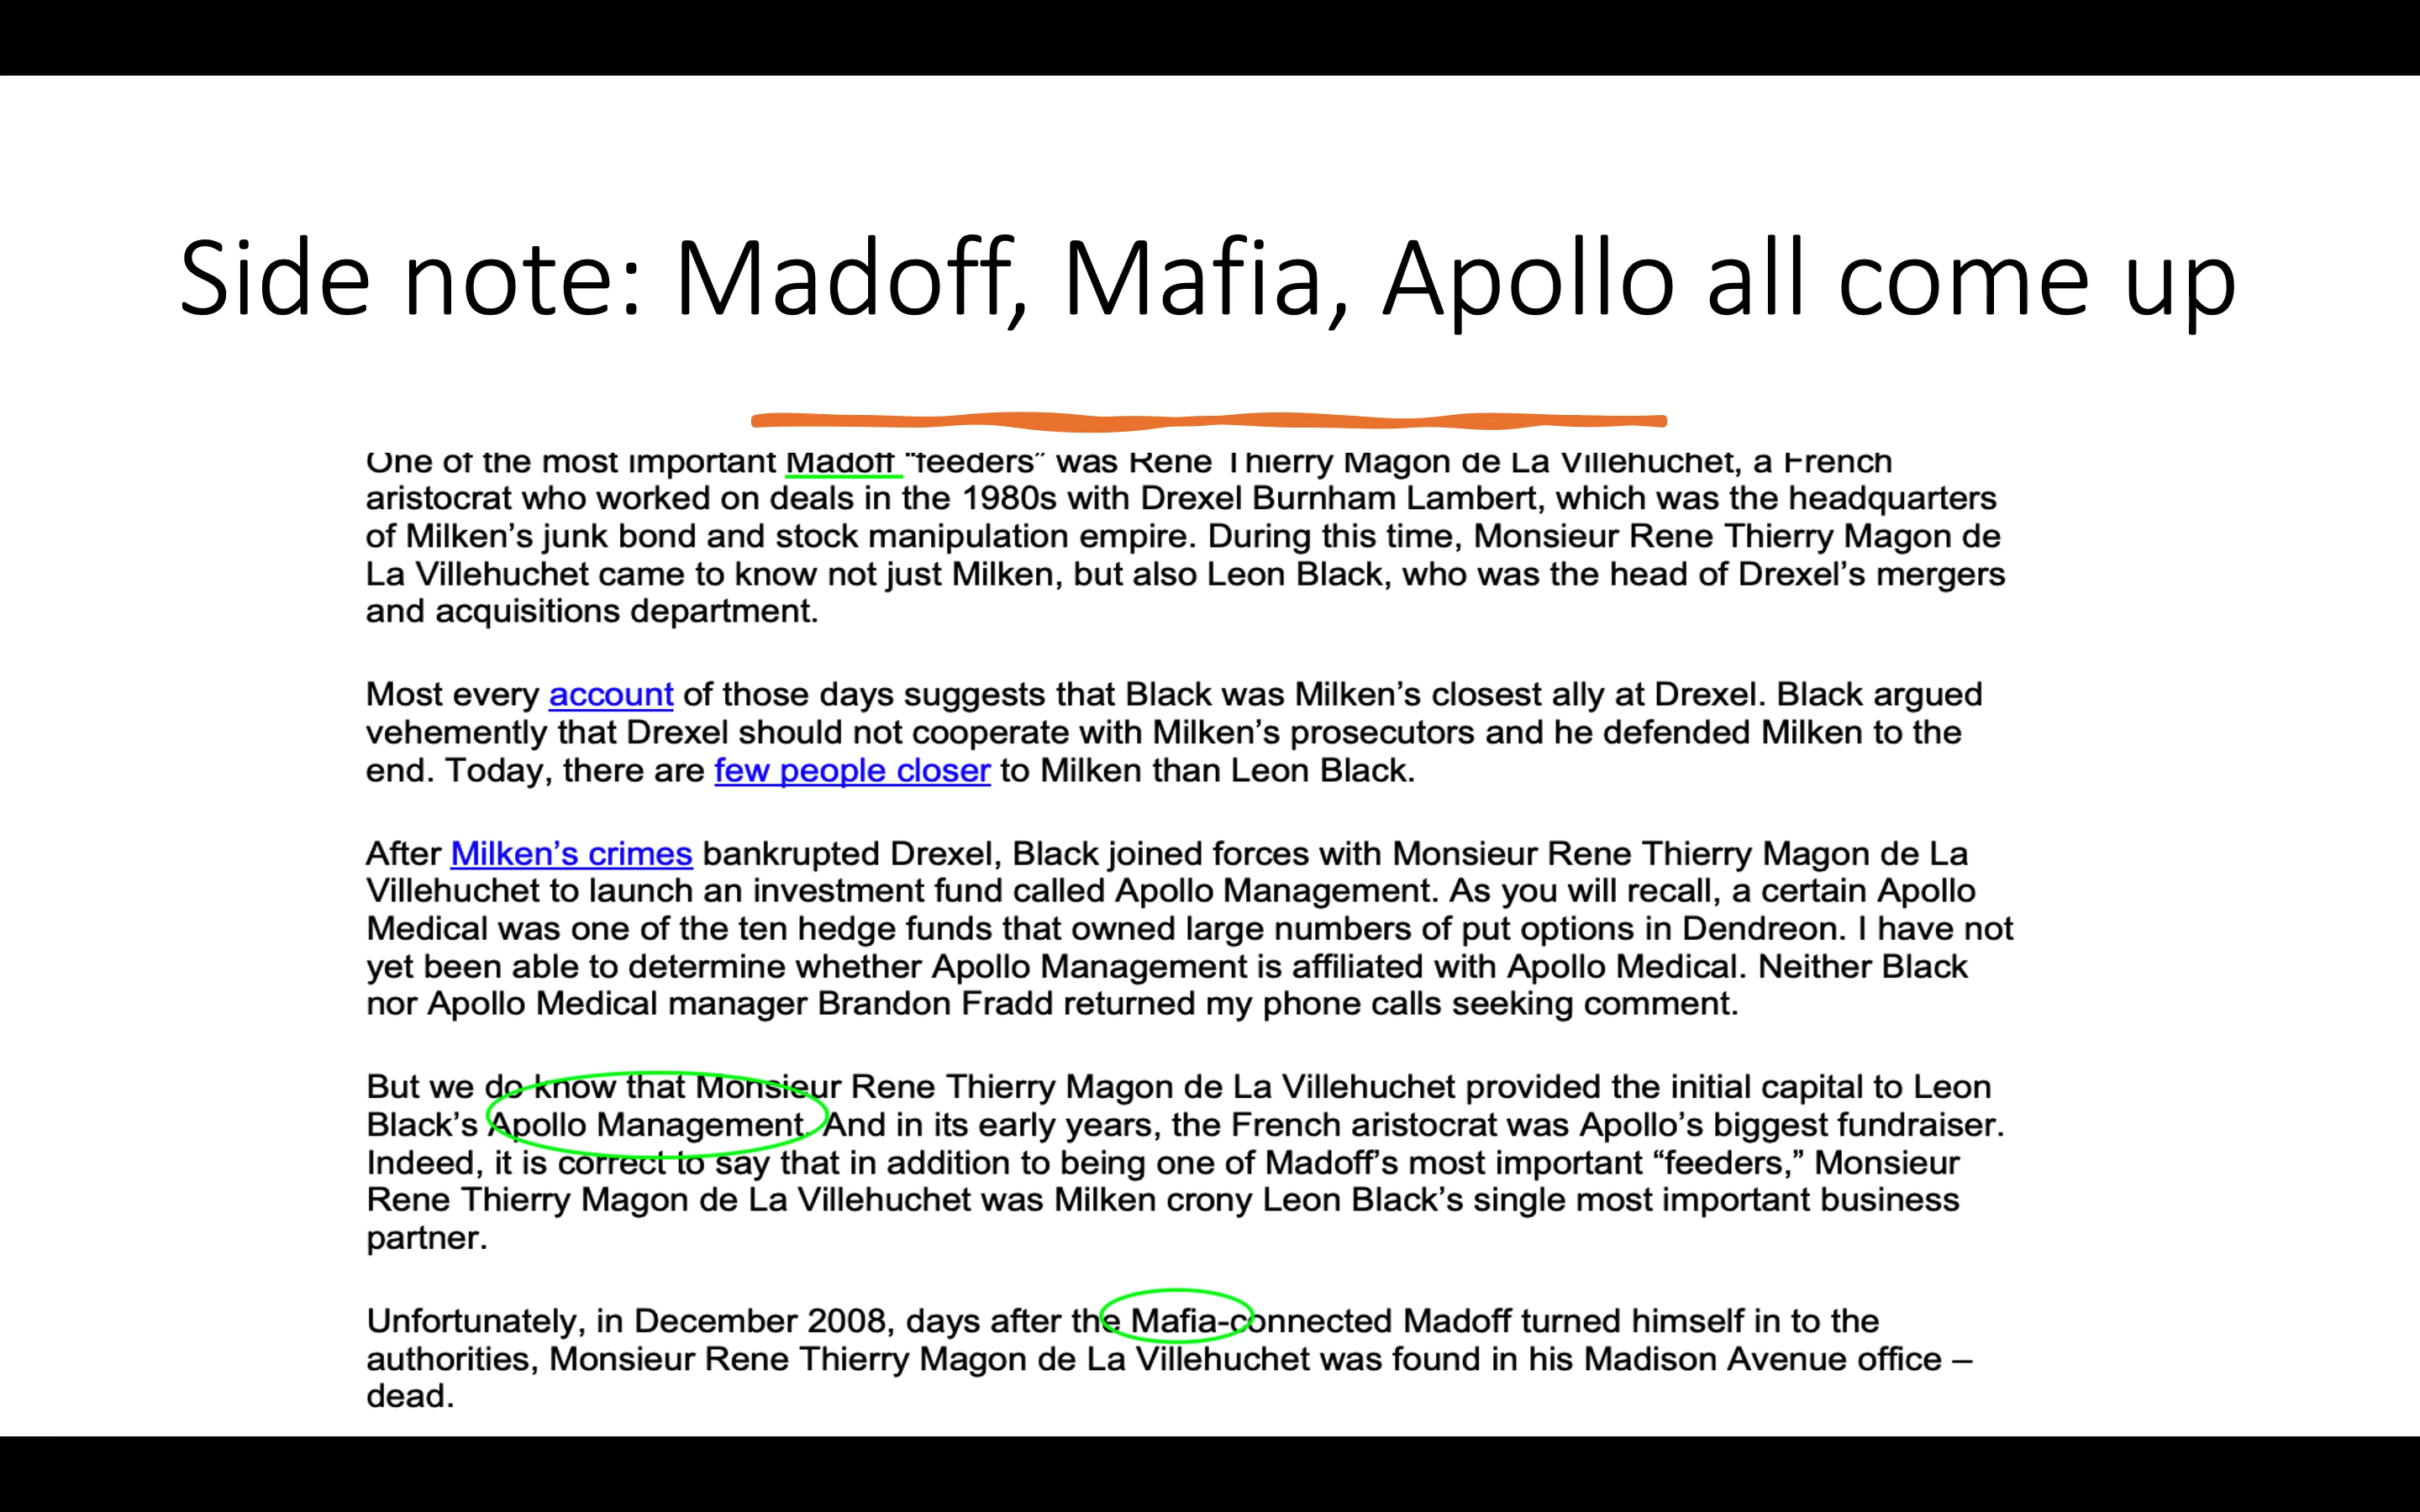 Side note: Madoff, Mafia, Apollo all come up
One of the most important Madoff "feeders" was Rene Thierry Magon de La Villehuchet, a French
aristocrat who worked on deals in the 1980s with Drexel Burnham Lambert, which was the headquarters
of Milken’s junk bond and stock manipulation empire. During this time, Monsieur Rene Thierry Magon de
La Villehuchet came to know not just Milken, but also Leon Black, who was the head of Drexel’s mergers
and acquisitions department.
Most every account of those days suggests that Black was Milken’s closest ally at Drexel. Black argued
vehemently that Drexel should not cooperate with Milken’s prosecutors and he defended Milken to the
end. Today, there are few people closer to Milken than Leon Black.
After Milken’s crimes bankrupted Drexel, Black joined forces with Monsieur Rene Thierry Magon de La
Villehuchet to launch an investment fund called Apollo Management. As you will recall, a certain Apollo
Medical was one of the ten hedge funds that owned large numbers of put options in Dendreon. I have not
yet been able to determine whether Apollo Management is affiliated with Apollo Medical. Neither Black
nor Apollo Medical manager Brandon Fradd returned my phone calls seeking comment.
But we do know that Monsieur Rene Thierry Magon de La Villehuchet provided the initial capital to Leon
Black’s Apollo Management. And in its early years, the French aristocrat was Apollo’s biggest fundraiser.
Indeed, it is correct to say that in addition to being one of Madoff’s most important “feeders,” Monsieur
Rene Thierry Magon de La Villehuchet was Milken crony Leon Black’s single most important business
partner.
Unfortunately, in December 2008, days after the Mafia-connected Madoff turned himself in to the
authorities, Monsieur Rene Thierry Magon de La Villehuchet was found in his Madison Avenue office –
dead.